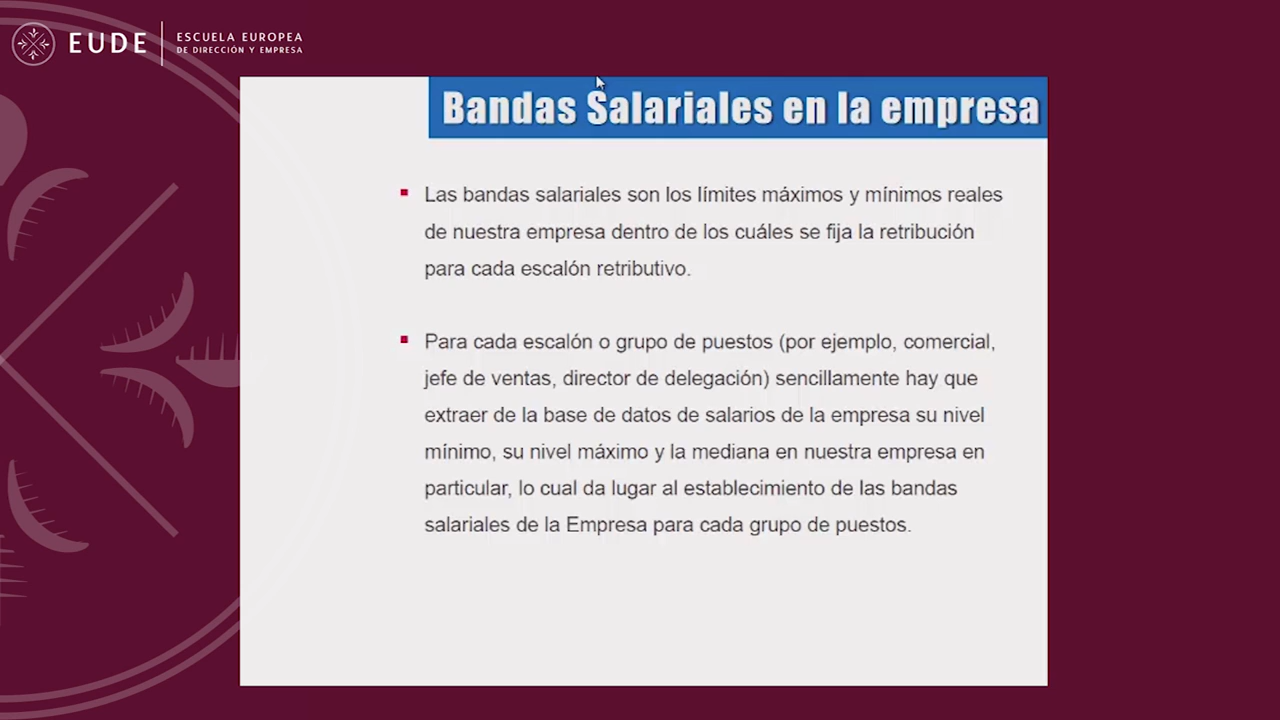 EUDE
ESCUELA EUROPEA
DE DIRECCIÓN Y EMPRESA
Bandas Salariales en la empresa
Las bandas salariales son los límites máximos y mínimos reales
de nuestra empresa dentro de los cuáles se fija la retribución
para cada escalón retributivo.
Para cada escalón o grupo de puestos (por ejemplo, comercial,
jefe de ventas, director de delegación) sencillamente hay que
extraer de la base de datos de salarios de la empresa su nivel
mínimo, su nivel máximo y la mediana en nuestra empresa en
particular, lo cual da lugar al establecimiento de las bandas
salariales de la Empresa para cada grupo de puestos.